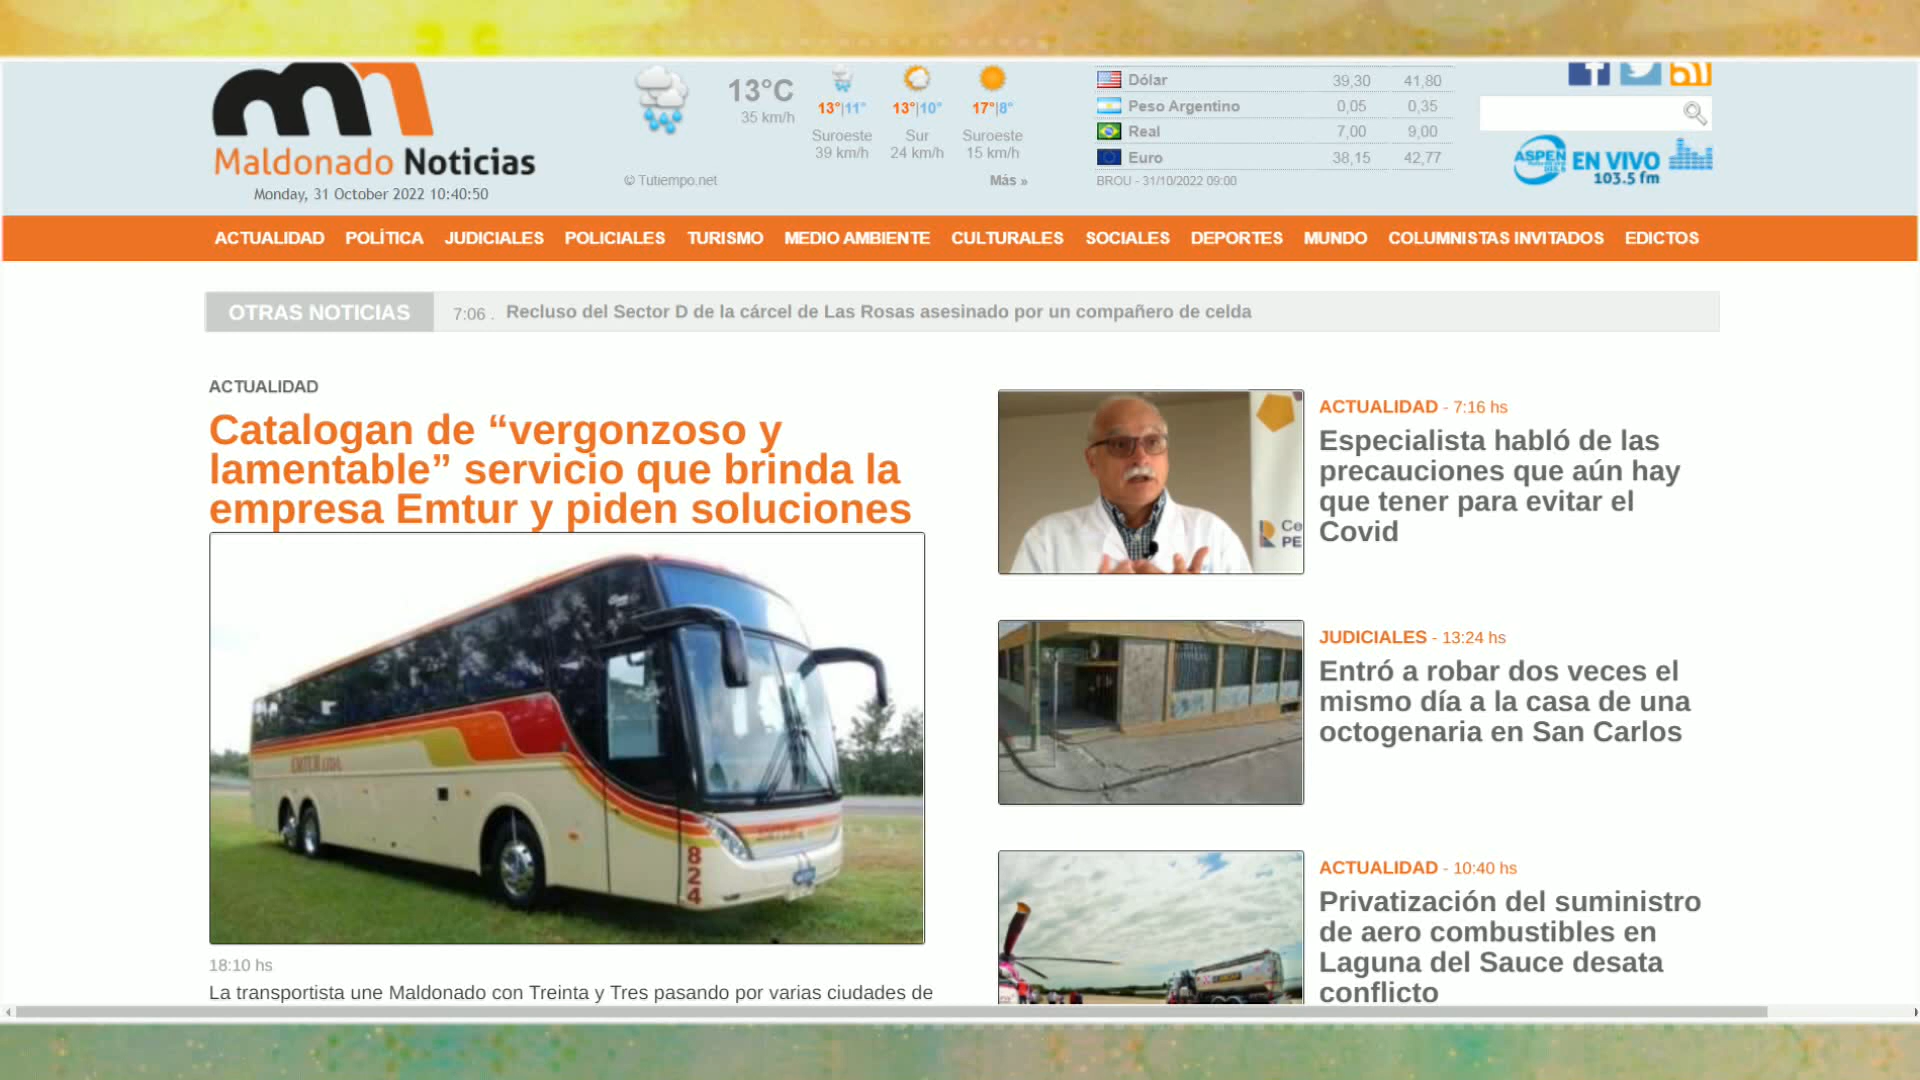 Maldonado Noticias
Monday, 31 October 2022 10:40:50
13°C
35 km/h
13°|11°
Suroeste
39 km/h
13°|10°
Sur
24 km/h
17°|8°
Suroeste
15 km/h
© Tutiempo.net
Más »
Dólar 39,30 41,80
Peso Argentino 0,05 0,35
Real 7,00 9,00
Euro 38,15 42,77
BROU - 31/10/2022 09:00
ASPEN
EN VIVO
103.5 fm
ACTUALIDAD POLÍTICA JUDICIALES POLICIALES TURISMO MEDIO AMBIENTE CULTURALES SOCIALES DEPORTES MUNDO COLUMNISTAS INVITADOS EDICTOS
OTRAS NOTICIAS 7:06 . Recluso del Sector D de la cárcel de Las Rosas asesinado por un compañero de celda
ACTUALIDAD
Catalogan de “vergonzoso y
lamentable” servicio que brinda la
empresa Emtur y piden soluciones
EMTUR LTDA.
824
18:10 hs
La transportista une Maldonado con Treinta y Tres pasando por varias ciudades de
Ce
PE
ACTUALIDAD - 7:16 hs
Especialista habló de las
precauciones que aún hay
que tener para evitar el
Covid
JUDICIALES - 13:24 hs
Entró a robar dos veces el
mismo día a la casa de una
octogenaria en San Carlos
ACTUALIDAD - 10:40 hs
Privatización del suministro
de aero combustibles en
Laguna del Sauce desata
conflicto